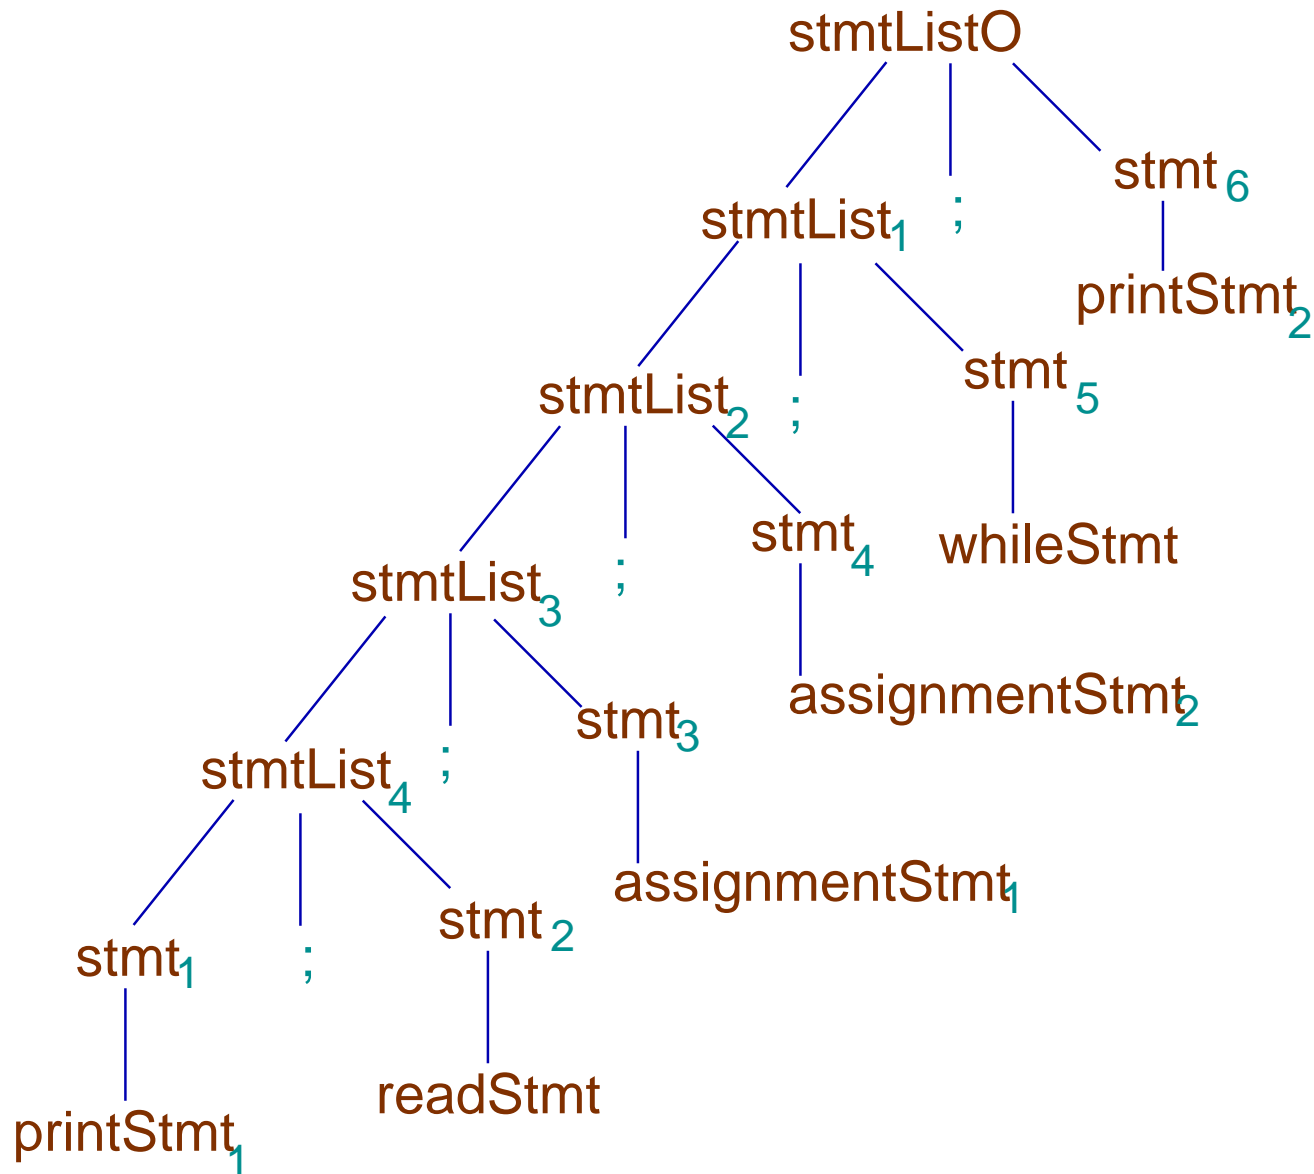 stmtListO
stmt 6
stmtList1 ;
printStmt2
stmt 5
stmtList2 ;
stmt4 whileStmt
stmtList3 ;
assignmentStmt2
stmt3
stmtList4 ;
assignmentStmt1
stmt 2
stmt1 ;
readStmt
printStmt1